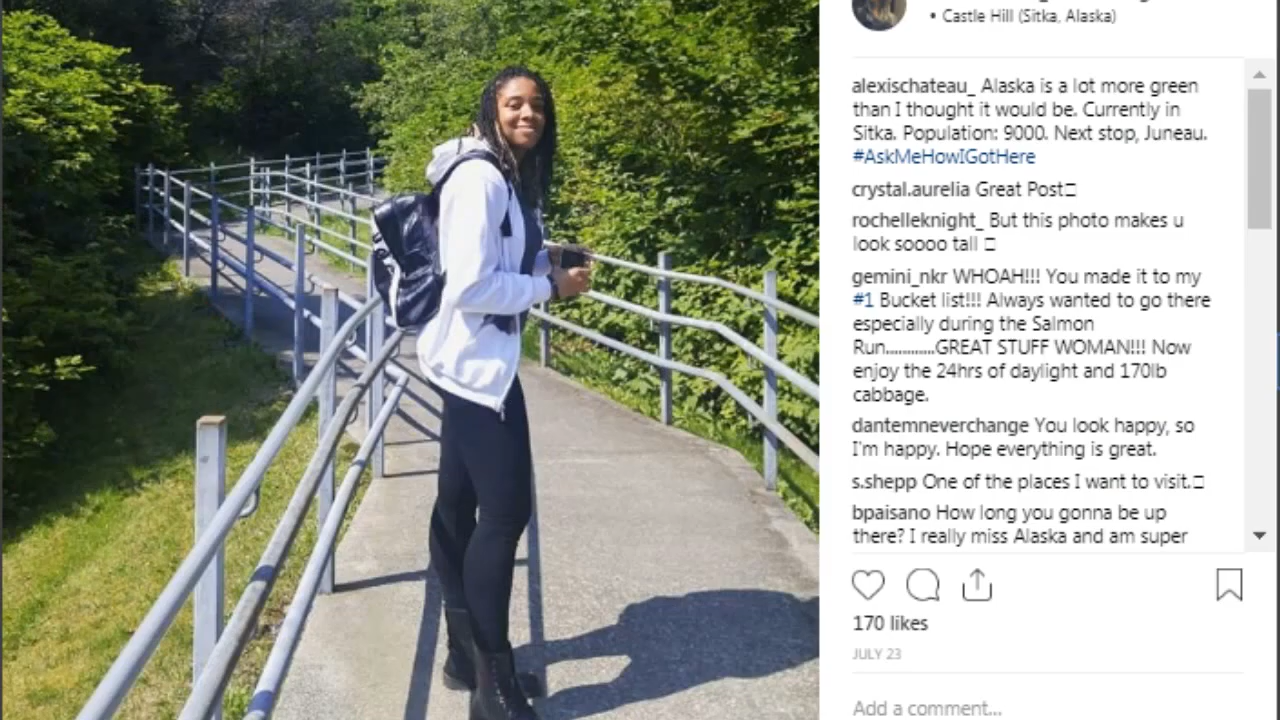 • Castle Hill (Sitka, Alaska)
alexischateau_ Alaska is a lot more green
than I thought it would be. Currently in
Sitka. Population: 9000. Next stop, Juneau.
#AskMeHowIGotHere
crystal.aurelia Great Post□
rochelleknight_ But this photo makes u
look soooo tall □
gemini_nkr WHOAH!!! You made it to my
#1 Bucket list!!! Always wanted to go there
especially during the Salmon
Run............GREAT STUFF WOMAN!!! Now
enjoy the 24hrs of daylight and 170lb
cabbage.
dantemneverchange You look happy, so
I'm happy. Hope everything is great.
s.shepp One of the places I want to visit.□
bpaisano How long you gonna be up
there? I really miss Alaska and am super
170 likes
JULY 23
Add a comment...